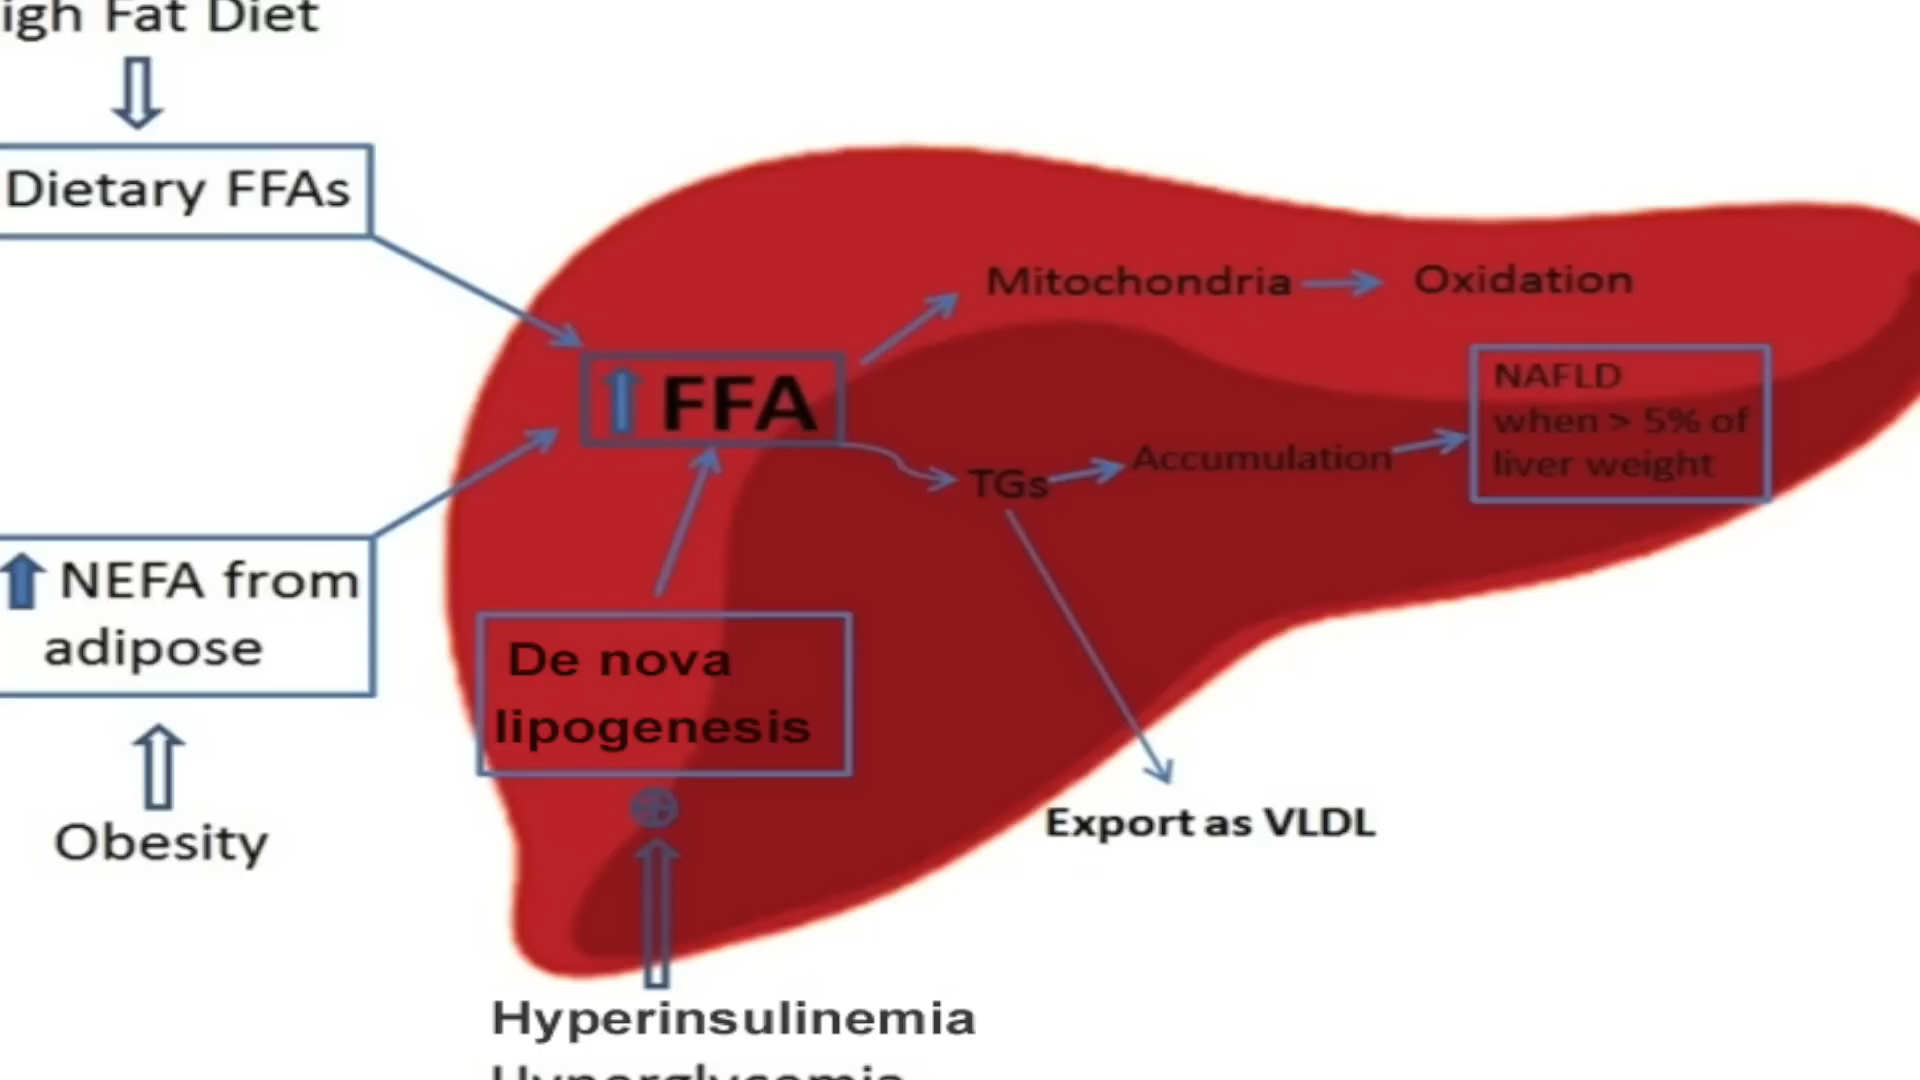 igh Fat Diet
Dietary FFAs
Mitochondria
Oxidation
FFA
NAFLD
when > 5% of
liver weight
Accumulation
TGs
NEFA from
adipose
De nova
lipogenesis
Obesity
Export as VLDL
Hyperinsulinemia
Hyperglycemia